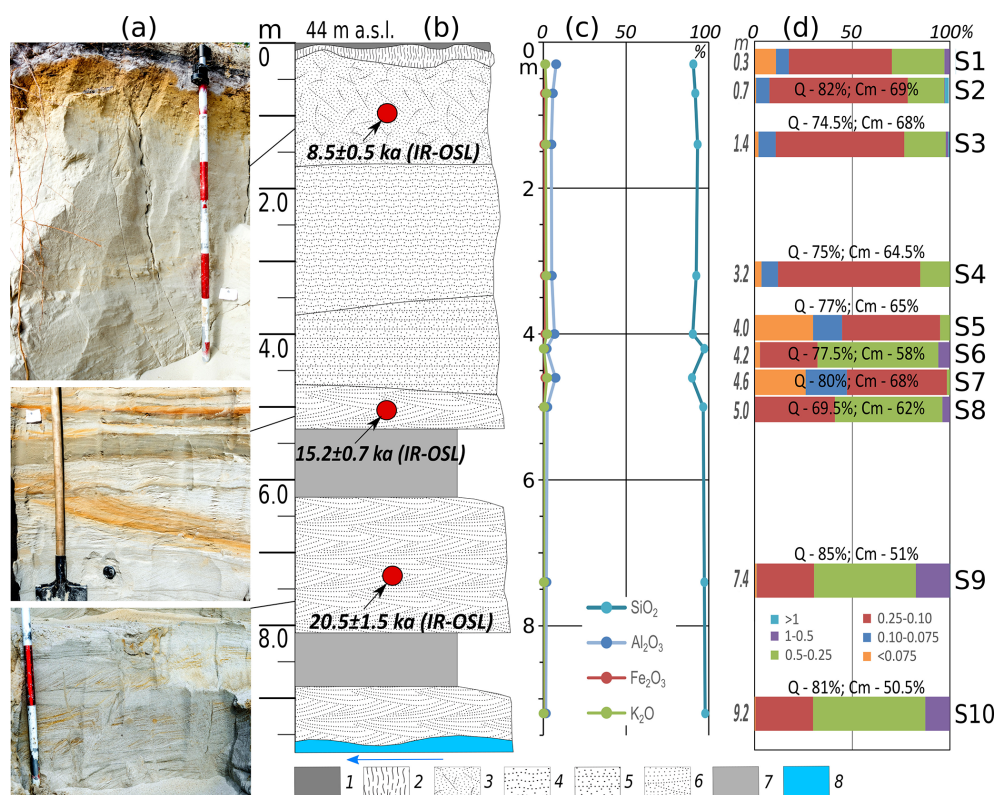 (a)
m
44 m a.s.l.
(b)
(c)
(d)
0
2.0
4.0
6.0
8.0
8.5±0.5 ka (IR-OSL)
15.2±0.7 ka (IR-OSL)
20.5±1.5 ka (IR-OSL)
0
50
100
%
0
m
2
4
6
8
SiO2
Al2O3
Fe2O3
K2O
0
50
100%
m
0.3
S1
0.7
Q - 82%; Cm - 69%
S2
Q - 74.5%; Cm - 68%
1.4
S3
Q - 75%; Cm - 64.5%
3.2
S4
Q - 77%; Cm - 65%
4.0
S5
4.2
Q - 77.5%; Cm - 58%
S6
4.6
Q - 80%; Cm - 68%
S7
5.0
Q - 69.5%; Cm - 62%
S8
Q - 85%; Cm - 51%
7.4
S9
>1
1-0.5
0.5-0.25
0.25-0.10
0.10-0.075
<0.075
Q - 81%; Cm - 50.5%
9.2
S10
1
2
3
4
5
6
7
8